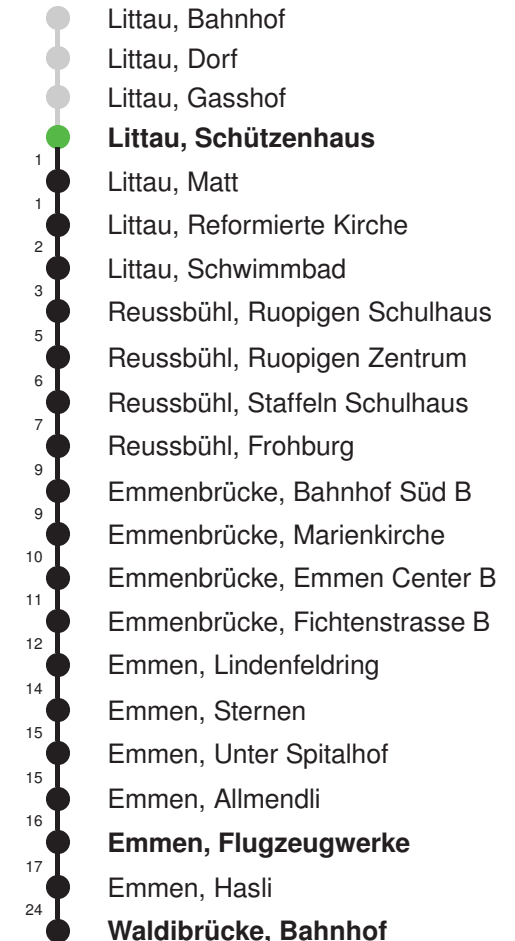 Littau, Bahnhof
Littau, Dorf
Littau, Gasshof
Littau, Schützenhaus
1
Littau, Matt
1
Littau, Reformierte Kirche
2
Littau, Schwimmbad
3
Reussbühl, Ruopigen Schulhaus
5
Reussbühl, Ruopigen Zentrum
6
Reussbühl, Staffeln Schulhaus
7
Reussbühl, Frohburg
9
Emmenbrücke, Bahnhof Süd B
9
Emmenbrücke, Marienkirche
10
Emmenbrücke, Emmen Center B
11
Emmenbrücke, Fichtenstrasse B
12
Emmen, Lindenfeldring
14
Emmen, Sternen
15
Emmen, Unter Spitalhof
15
Emmen, Allmendli
16
Emmen, Flugzeugwerke
17
Emmen, Hasli
24
Waldibrücke, Bahnhof